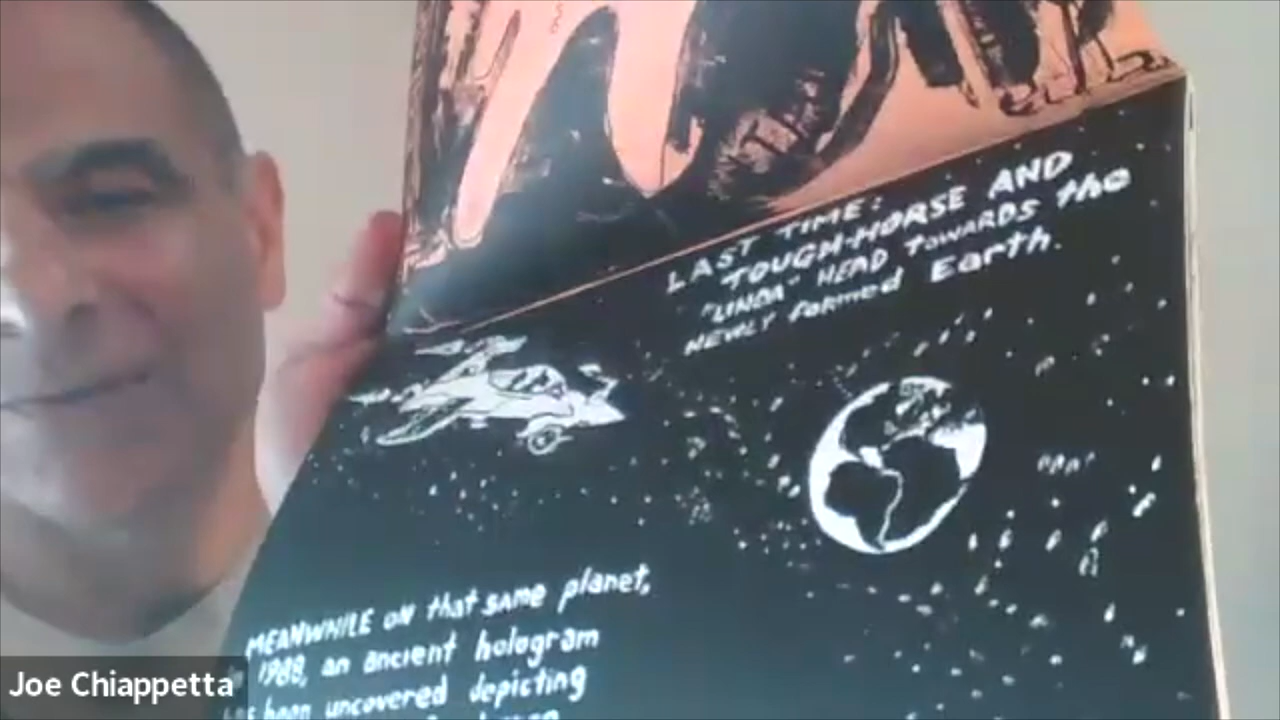 LAST TIME:
TOUGH-HORSE AND
"LINDA" HEAD TOWARDS the
NEWLY formed Earth.
MEANWHILE ON that same planet,
1988, an ancient hologram
been uncovered depicting
Joe Chiappetta